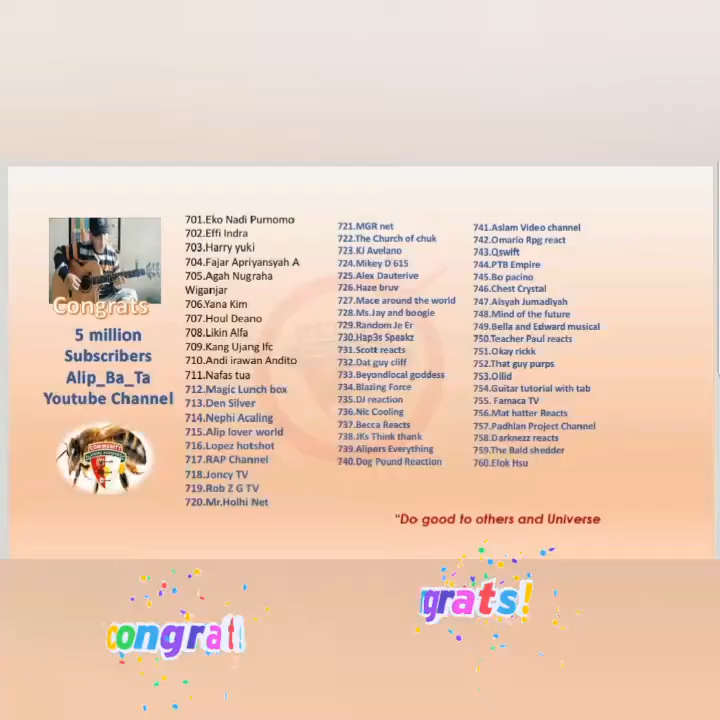 Congrats
5 million
Subscribers
Alip_Ba_Ta
Youtube Channel
COMMUNITY
701.Eko Nadi Purnomo
702.Effi Indra
703.Harry yuki
704.Fajar Apriyansyah A
705.Agah Nugraha
Wiganjar
706.Yana Kim
707.Houl Deano
708.Likin Alfa
709.Kang Ujang Ifc
710.Andi irawan Andito
711.Nafas tua
712.Magic Lunch box
713.Den Silver
714.Nephi Acaling
715.Alip lover world
716.Lopez hotshot
717.RAP Channel
718.Joncy TV
719.Rob Z G TV
720.Mr.Holhi Net
721.MGR net
722.The Church of chuk
723.KJ Avelano
724.Mikey D 615
725.Alex Dauterive
726.Haze bruv
727.Mace around the world
728.Ms.Jay and boogie
729.Random Je Er
730.Hap3s Speakz
731.Scott reacts
732.Dat guy cliff
733.Beyondlocal goddess
734.Blazing Force
735.DJ reaction
736.Nic Cooling
737.Becca Reacts
738.JKs Think thank
739.Alipers Everything
740.Dog Pound Reaction
741.Aslam Video channel
742.Omario Rpg react
743.Qswift
744.PTB Empire
745.Bo pacino
746.Chest Crystal
747.Aisyah Jumadiyah
748.Mind of the future
749.Bella and Edward musical
750.Teacher Paul reacts
751.Okay rickk
752.That guy purps
753.Ollid
754.Guitar tutorial with tab
755. Famaca TV
756.Mat hatter Reacts
757.Padhlan Project Channel
758.Darknezz reacts
759.The Bald shedder
760.Elok Hsu
"Do good to others and Universe
congrat!
grats!